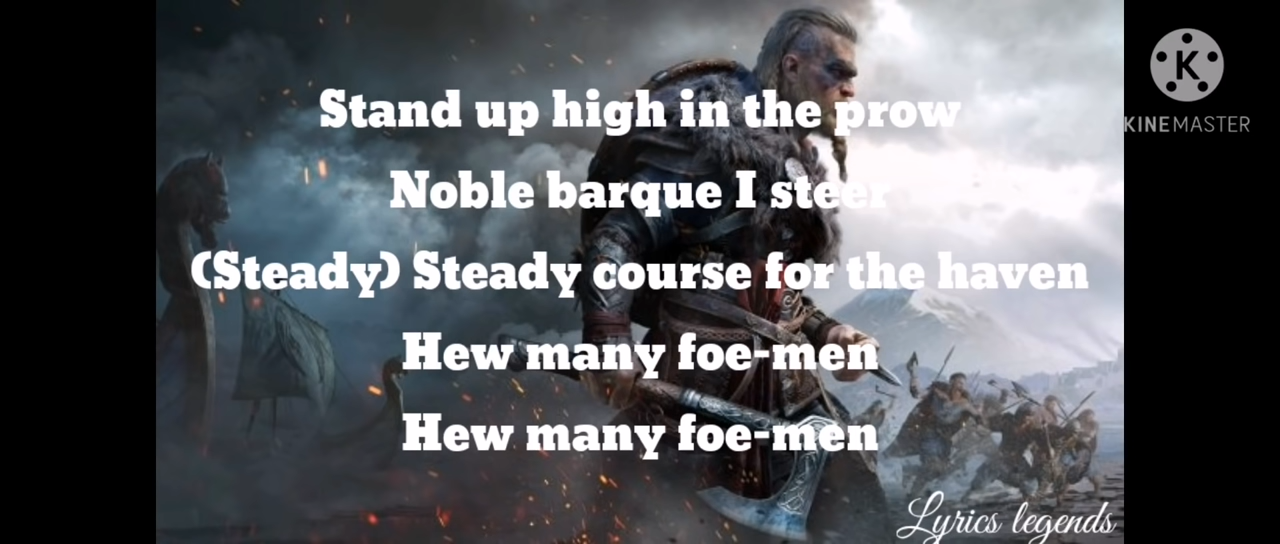 Stand up high in the prow
Noble barque I steer
(Steady) Steady course for the haven
Hew many foe-men
Hew many foe-men
Lyrics legends
K
KINEMASTER